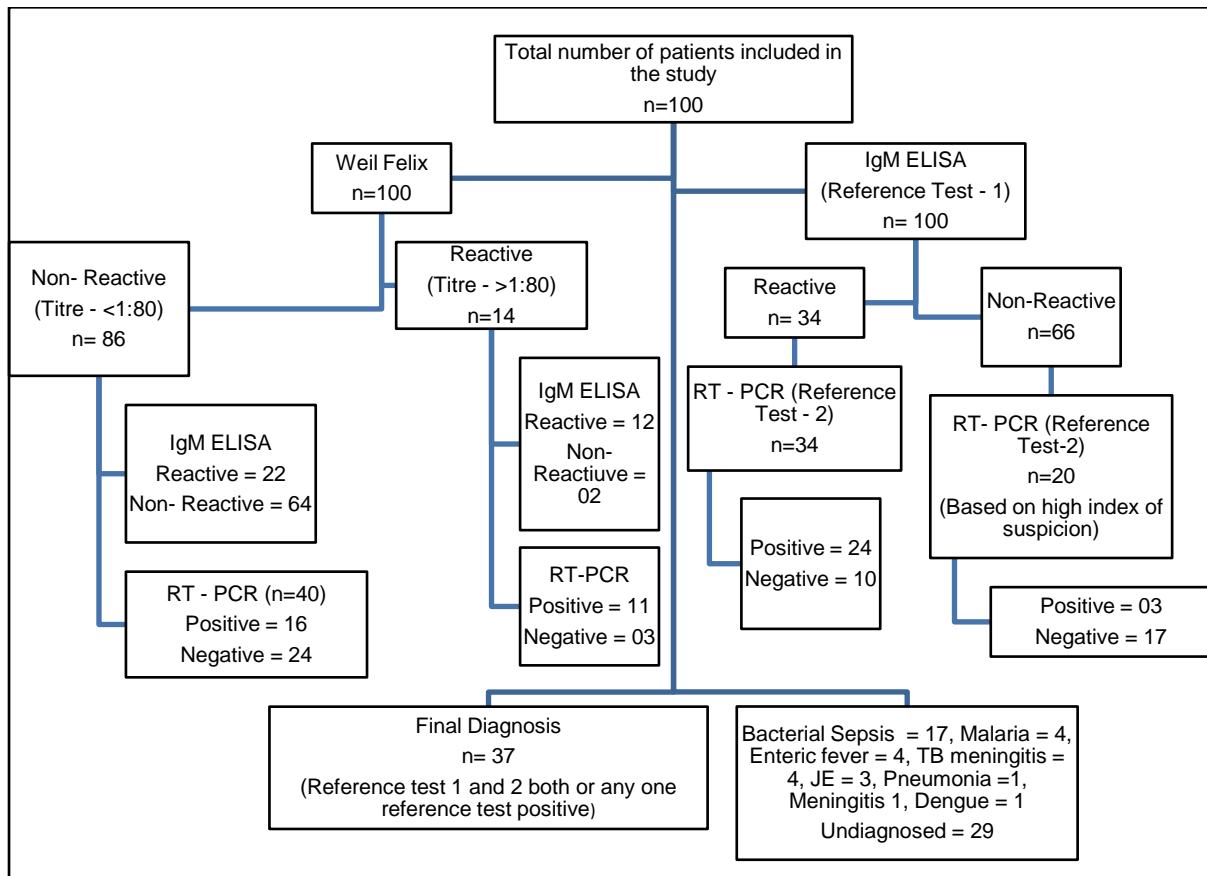 Total number of patients included in
the study
n=100
Weil Felix
n=100
IgM ELISA
(Reference Test - 1)
n= 100
Non- Reactive
(Titre - <1:80)
n= 86
Reactive
(Titre - >1:80)
n=14
Reactive
n= 34
Non-Reactive
n=66
IgM ELISA
Reactive = 22
Non- Reactive = 64
IgM ELISA
Reactive = 12
Non-
Reactiuve =
02
RT - PCR (Reference
Test - 2)
n=34
RT- PCR (Reference
Test-2)
n=20
(Based on high index of
suspicion)
RT - PCR (n=40)
Positive = 16
Negative = 24
RT-PCR
Positive = 11
Negative = 03
Positive = 24
Negative = 10
Positive = 03
Negative = 17
Final Diagnosis
n= 37
(Reference test 1 and 2 both or any one
reference test positive)
Bacterial Sepsis = 17, Malaria = 4,
Enteric fever = 4, TB meningitis =
4, JE = 3, Pneumonia =1,
Meningitis 1, Dengue = 1
Undiagnosed = 29